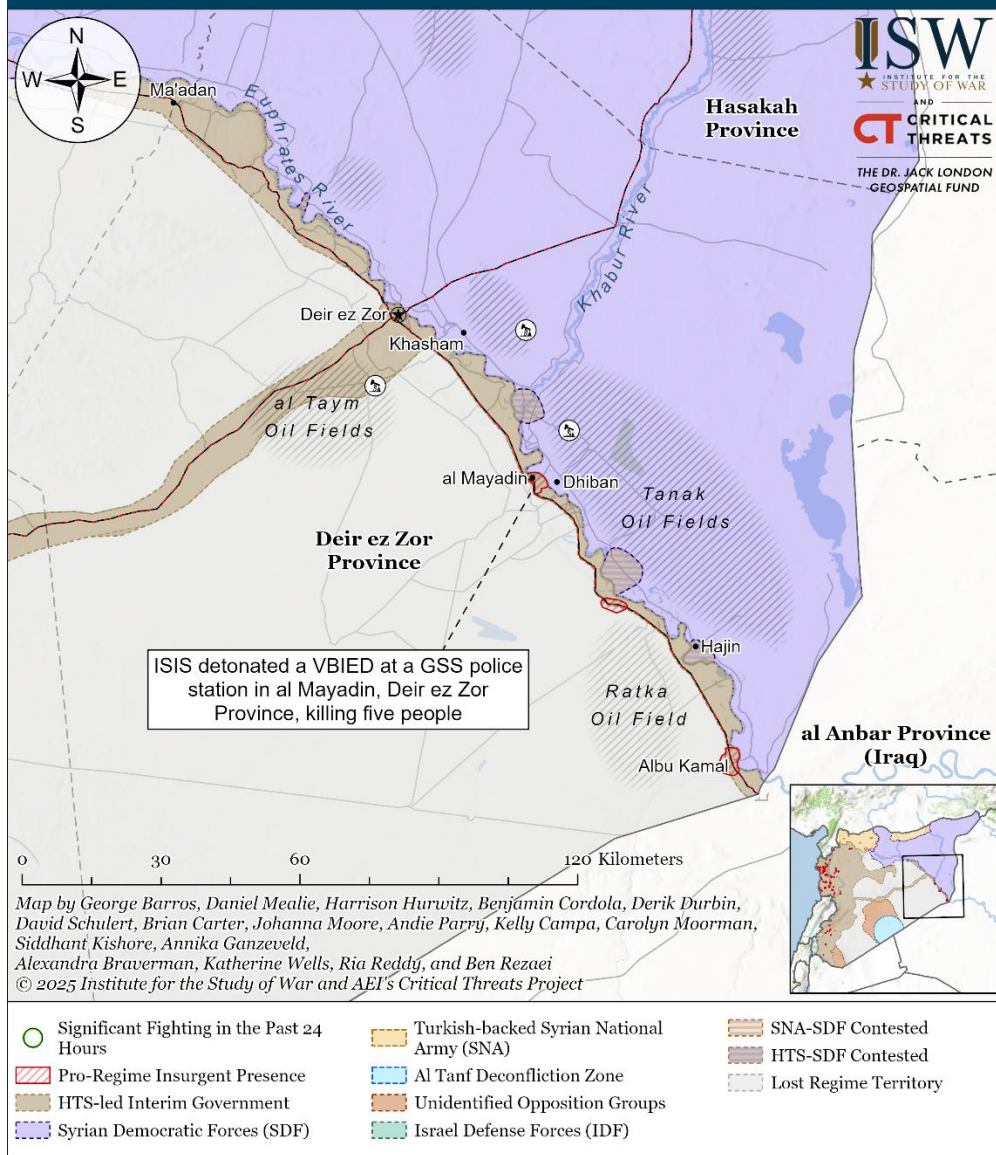 N
W
E
S
ISW
INSTITUTE FOR THE
STUDY OF WAR
AND
CT CRITICAL
THREATS
THE DR. JACK LONDON
GEOSPATIAL FUND
Ma'adan
Euphrates River
Hasakah
Province
Khabur River
Deir ez Zor
Khasham
al Taym
Oil Fields
al Mayadin
Dhiban
Tanak
Oil Fields
Deir ez Zor
Province
ISIS detonated a VBIED at a GSS police
station in al Mayadin, Deir ez Zor
Province, killing five people
Hajin
Ratka
Oil Field
al Anbar Province
(Iraq)
Albu Kamal
0 30 60 120 Kilometers
Map by George Barros, Daniel Mealie, Harrison Hurwitz, Benjamin Cordola, Derik Durbin,
David Schulert, Brian Carter, Johanna Moore, Andie Parry, Kelly Campa, Carolyn Moorman,
Siddhant Kishore, Annika Ganzeveld,
Alexandra Braverman, Katherine Wells, Ria Reddy, and Ben Rezaei
© 2025 Institute for the Study of War and AEI's Critical Threats Project
Significant Fighting in the Past 24
Hours
Pro-Regime Insurgent Presence
HTS-led Interim Government
Syrian Democratic Forces (SDF)
Turkish-backed Syrian National
Army (SNA)
Al Tanf Deconfliction Zone
Unidentified Opposition Groups
Israel Defense Forces (IDF)
SNA-SDF Contested
HTS-SDF Contested
Lost Regime Territory